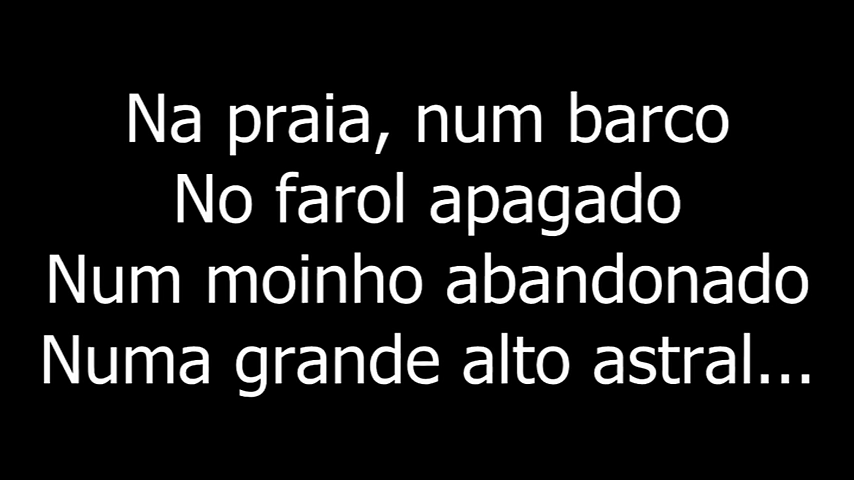 Na praia, num barco
No farol apagado
Num moinho abandonado
Numa grande alto astral...